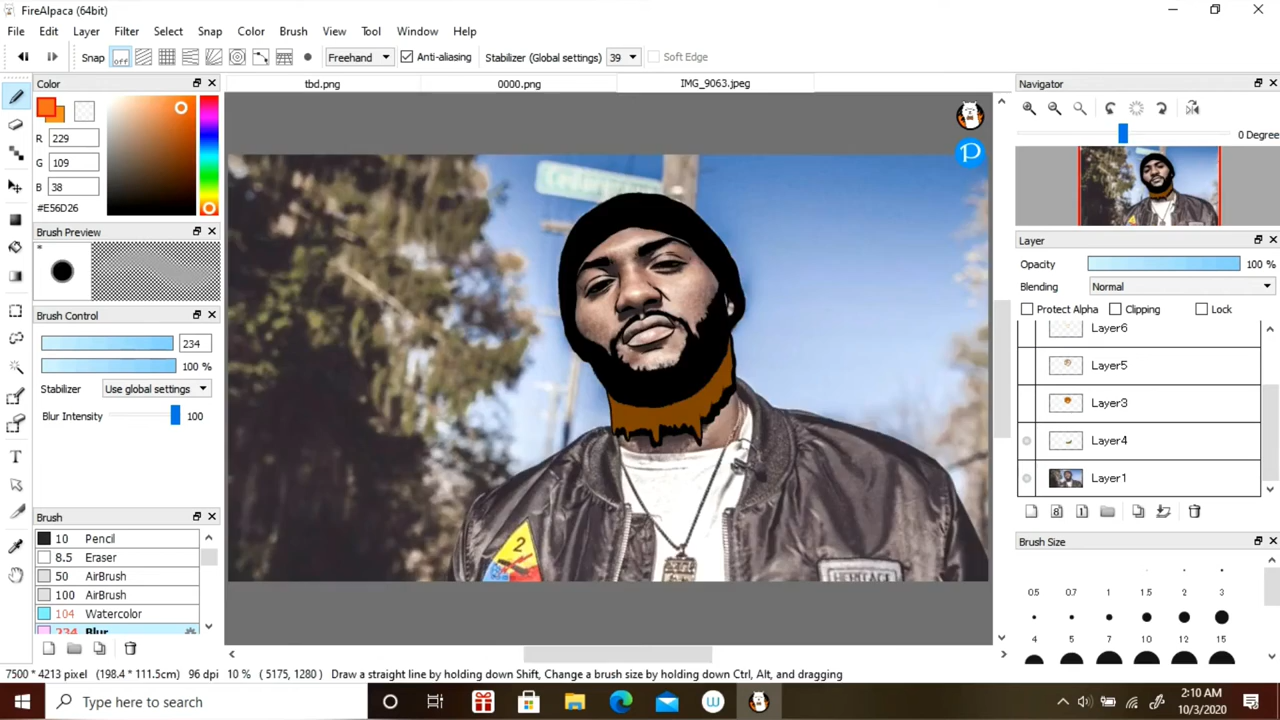 FireAlpaca (64bit)
File Edit Layer Filter Select Snap Color Brush View Tool Window Help
Snap off Freehand Anti-aliasing Stabilizer (Global settings) 39 Soft Edge
Color
tbd.png 0000.png IMG_9063.jpeg
Navigator
R 229
G 109
B 38
#E56D26
0 Degree
Brush Preview
*
Brush Control
234
100 %
Stabilizer Use global settings
Blur Intensity 100
Brush
10 Pencil
8.5 Eraser
50 AirBrush
100 AirBrush
104 Watercolor
234 Blur
P
2
HERITAGE
Layer
Opacity 100 %
Blending Normal
Protect Alpha Clipping Lock
Layer6
Layer5
Layer3
Layer4
Layer1
8 1
Brush Size
0.5 0.7 1 1.5 2 3
4 5 7 10 12 15
7500 * 4213 pixel (198.4 * 111.5cm) 96 dpi 10 % ( 5175, 1280 ) Draw a straight line by holding down Shift, Change a brush size by holding down Ctrl, Alt, and dragging
Type here to search
2:10 AM
10/3/2020